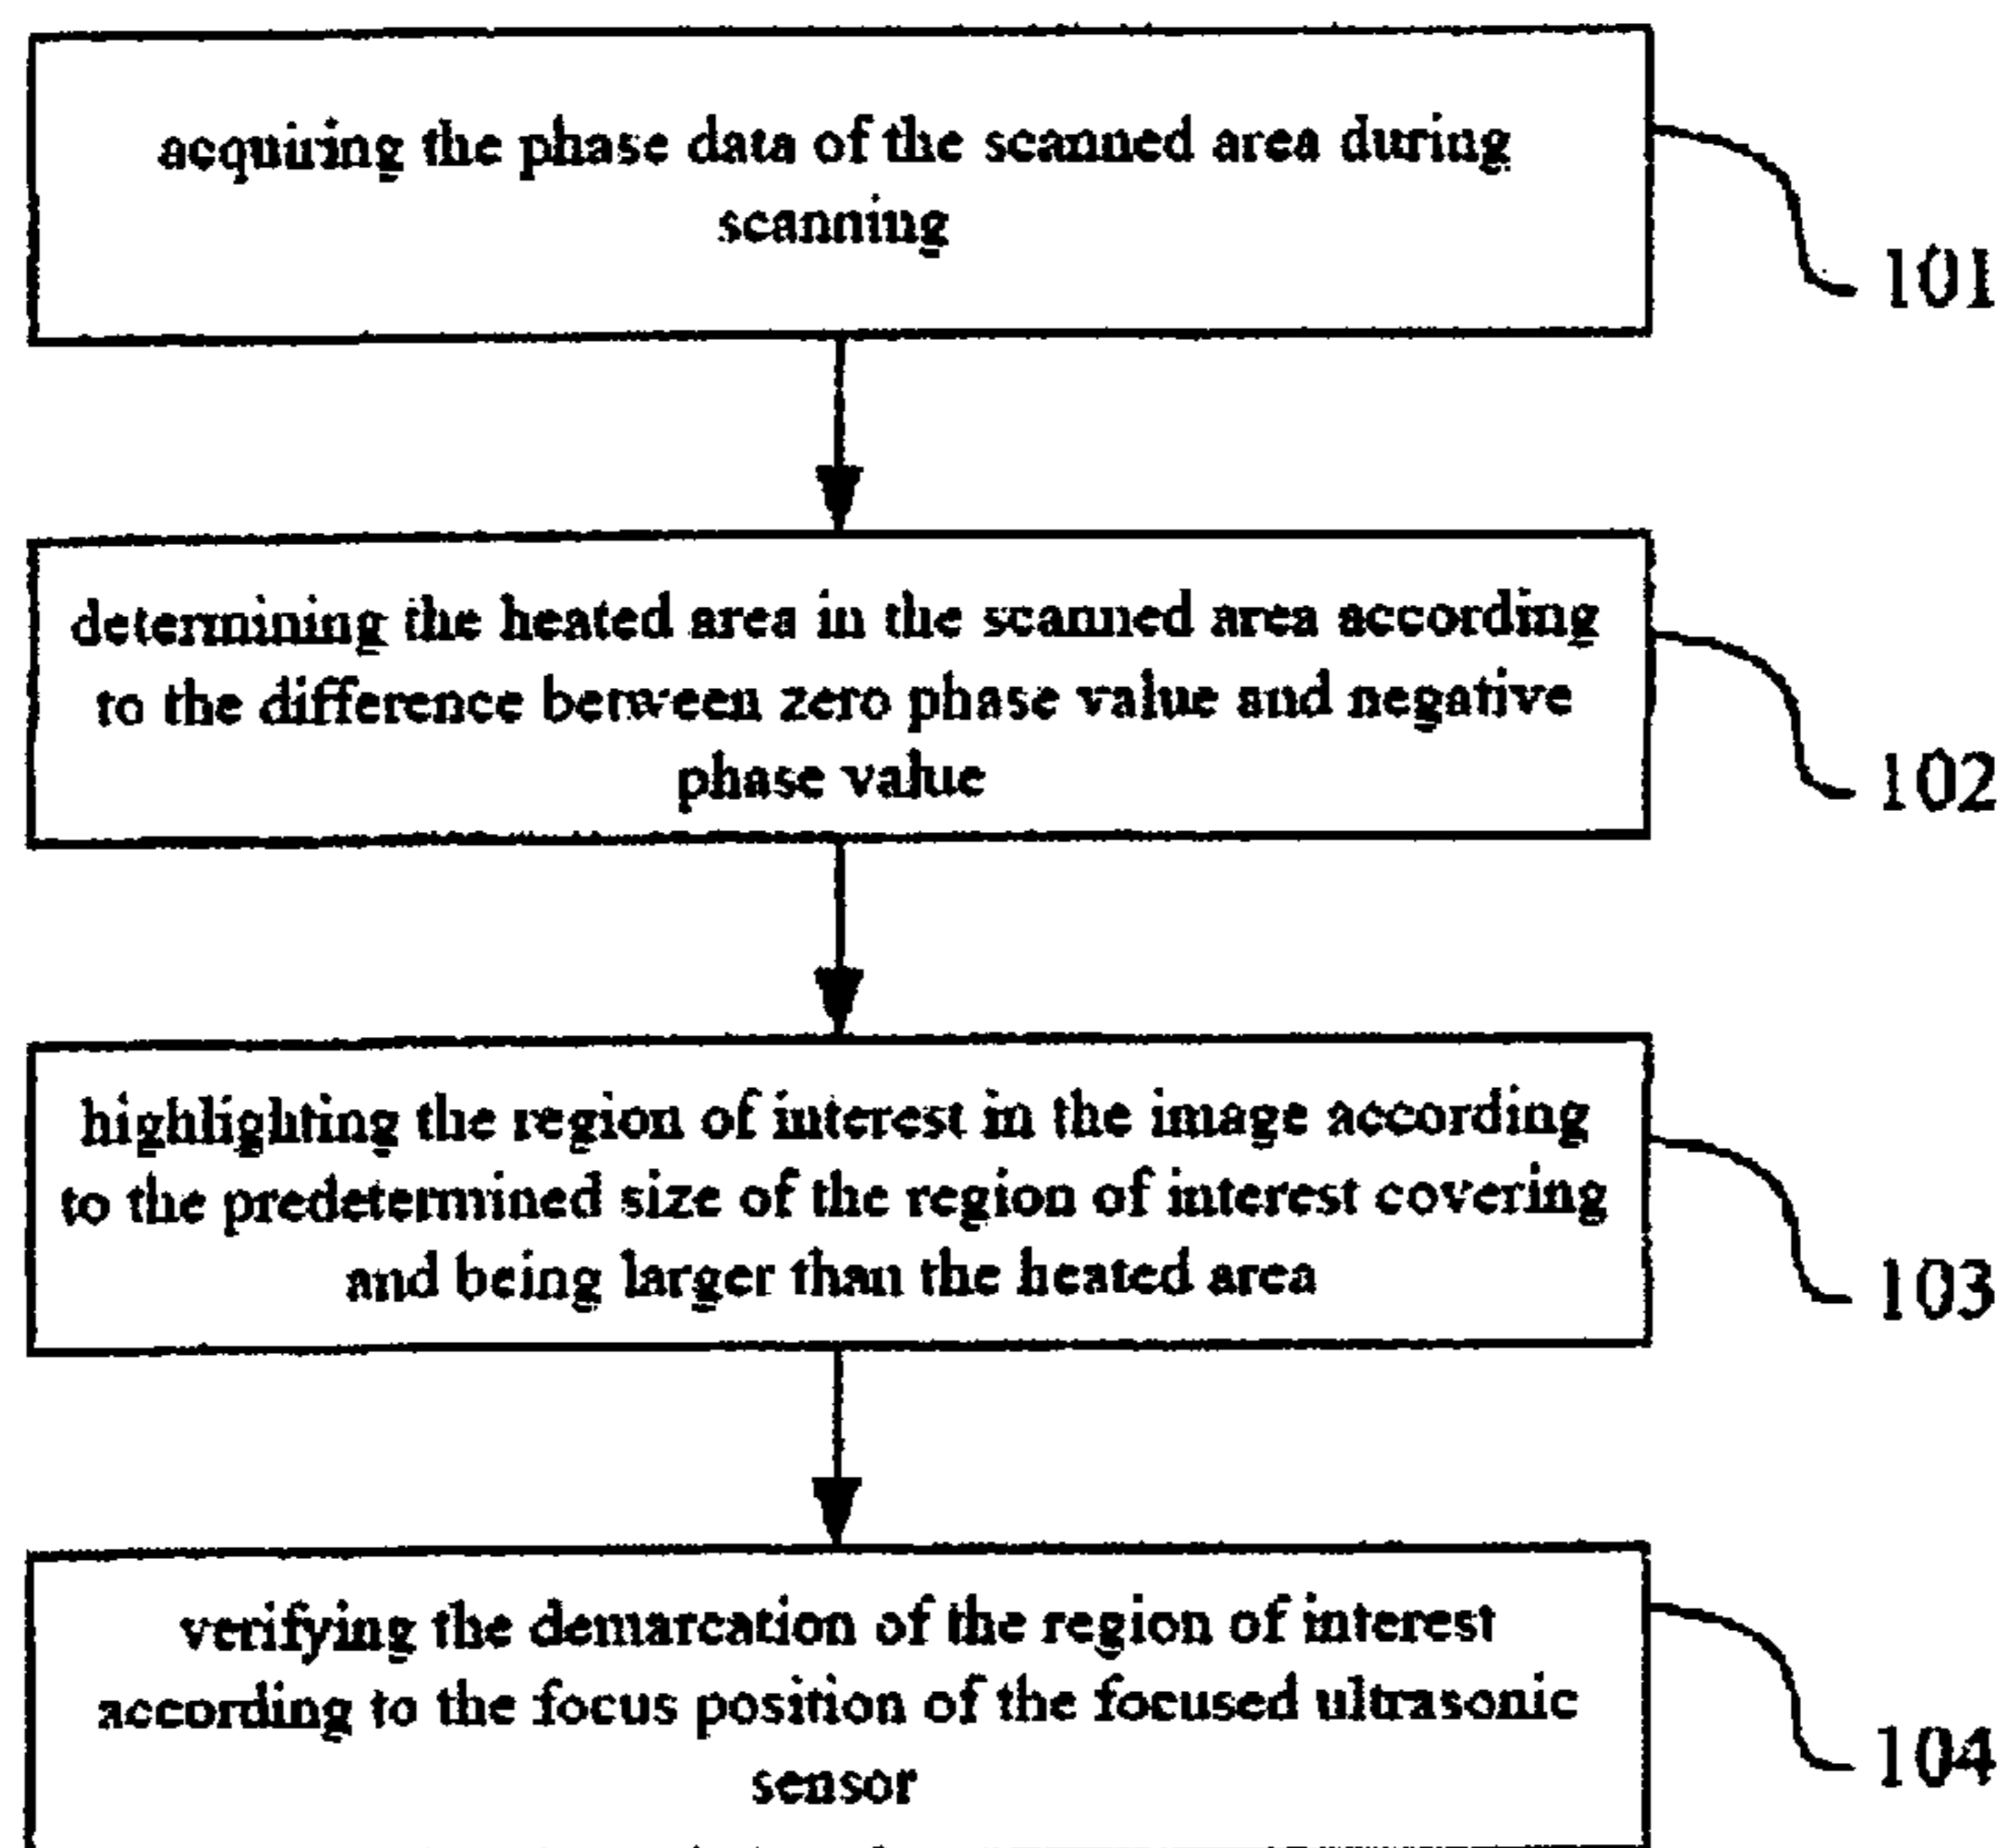 acquiring the phase data of the scanned area during
scanning
101
determining the heated area in the scanned area according
to the difference between zero phase value and negative
phase value
102
highlighting the region of interest in the image according
to the predetermined size of the region of interest covering
and being larger than the heated area
103
verifying the demarcation of the region of interest
according to the focus position of the focused ultrasonic
sensor
104